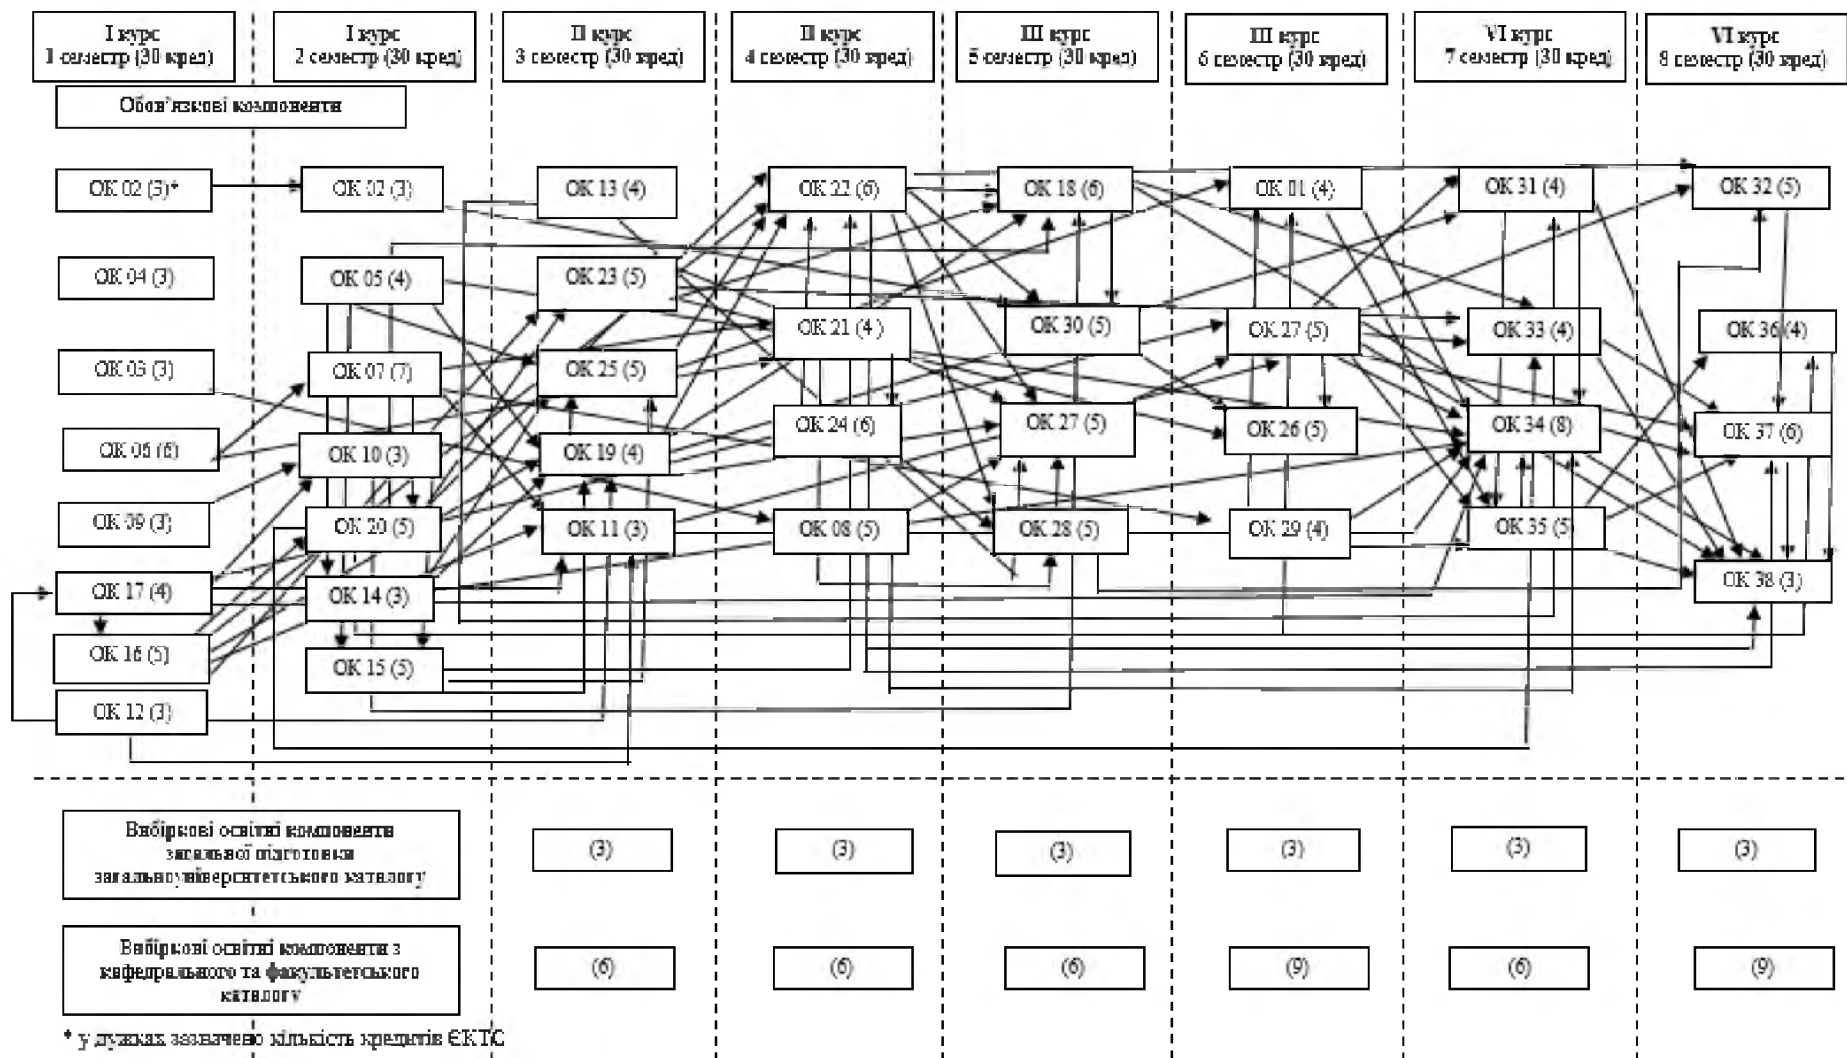 І курс
1 семестр (30 кред)
І курс
2 семестр (30 кред)
ІІ курс
3 семестр (30 кред)
ІІ курс
4 семестр (30 кред)
ІІІ курс
5 семестр (30 кред)
ІІІ курс
6 семестр (30 кред)
VI курс
7 семестр (30 кред)
VI курс
8 семестр (30 кред)
Обов’язкові компоненти
ОК 02 (3)*
ОК 02 (3)
ОК 13 (4)
ОК 22 (6)
ОК 18 (6)
ОК 01 (4)
ОК 31 (4)
ОК 32 (5)
ОК 04 (3)
ОК 05 (4)
ОК 23 (5)
ОК 21 (4)
ОК 30 (5)
ОК 27 (5)
ОК 33 (4)
ОК 36 (4)
ОК 03 (3)
ОК 07 (7)
ОК 25 (5)
ОК 24 (6)
ОК 27 (5)
ОК 26 (5)
ОК 34 (8)
ОК 37 (6)
ОК 06 (6)
ОК 10 (3)
ОК 19 (4)
ОК 09 (3)
ОК 20 (5)
ОК 11 (3)
ОК 08 (5)
ОК 28 (5)
ОК 29 (4)
ОК 35 (5)
ОК 38 (3)
ОК 17 (4)
ОК 14 (3)
ОК 16 (5)
ОК 15 (5)
ОК 12 (3)
Вибіркові освітні компоненти
загальної підготовки
загальноуніверситетського каталогу
(3)
(3)
(3)
(3)
(3)
(3)
Вибіркові освітні компоненти з
кафедрального та факультетського
каталогу
(6)
(6)
(6)
(9)
(6)
(9)
* у дужках зазначено кількість кредитів ЄКТС